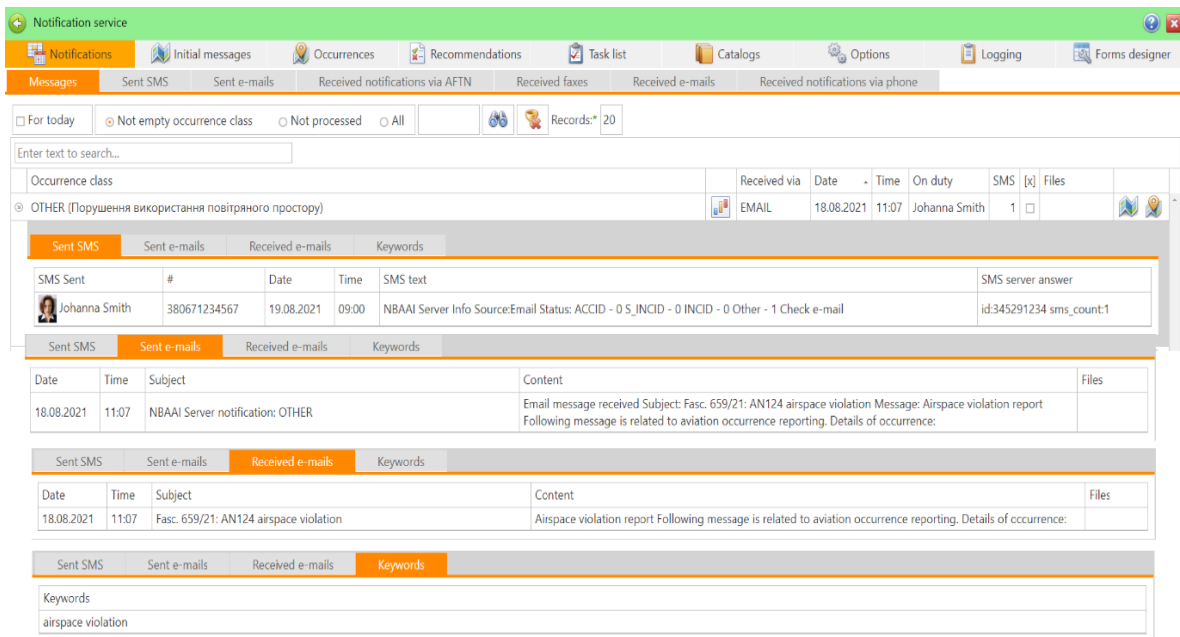 Notification service
Notifications Initial messages Occurrences Recommendations Task list Catalogs Options Logging Forms designer
Messages Sent SMS Sent e-mails Received notifications via AFTN Received faxes Received e-mails Received notifications via phone
For today Not empty occurrence class Not processed All Records:* 20
Enter text to search...
Occurrence class Received via Date Time On duty SMS [x] Files
OTHER (Порушення використання повітряного простору) EMAIL 18.08.2021 11:07 Johanna Smith 1
Sent SMS Sent e-mails Received e-mails Keywords
SMS Sent # Date Time SMS text SMS server answer
Johanna Smith 380671234567 19.08.2021 09:00 NBAAI Server Info Source:Email Status: ACCID - 0 S_INCID - 0 INCID - 0 Other - 1 Check e-mail id:345291234 sms_count:1
Sent SMS Sent e-mails Received e-mails Keywords
Date Time Subject Content Files
18.08.2021 11:07 NBAAI Server notification: OTHER Email message received Subject: Fasc. 659/21: AN124 airspace violation Message: Airspace violation report
Following message is related to aviation occurrence reporting. Details of occurrence:
Sent SMS Sent e-mails Received e-mails Keywords
Date Time Subject Content Files
18.08.2021 11:07 Fasc. 659/21: AN124 airspace violation Airspace violation report Following message is related to aviation occurrence reporting. Details of occurrence:
Sent SMS Sent e-mails Received e-mails Keywords
Keywords
airspace violation